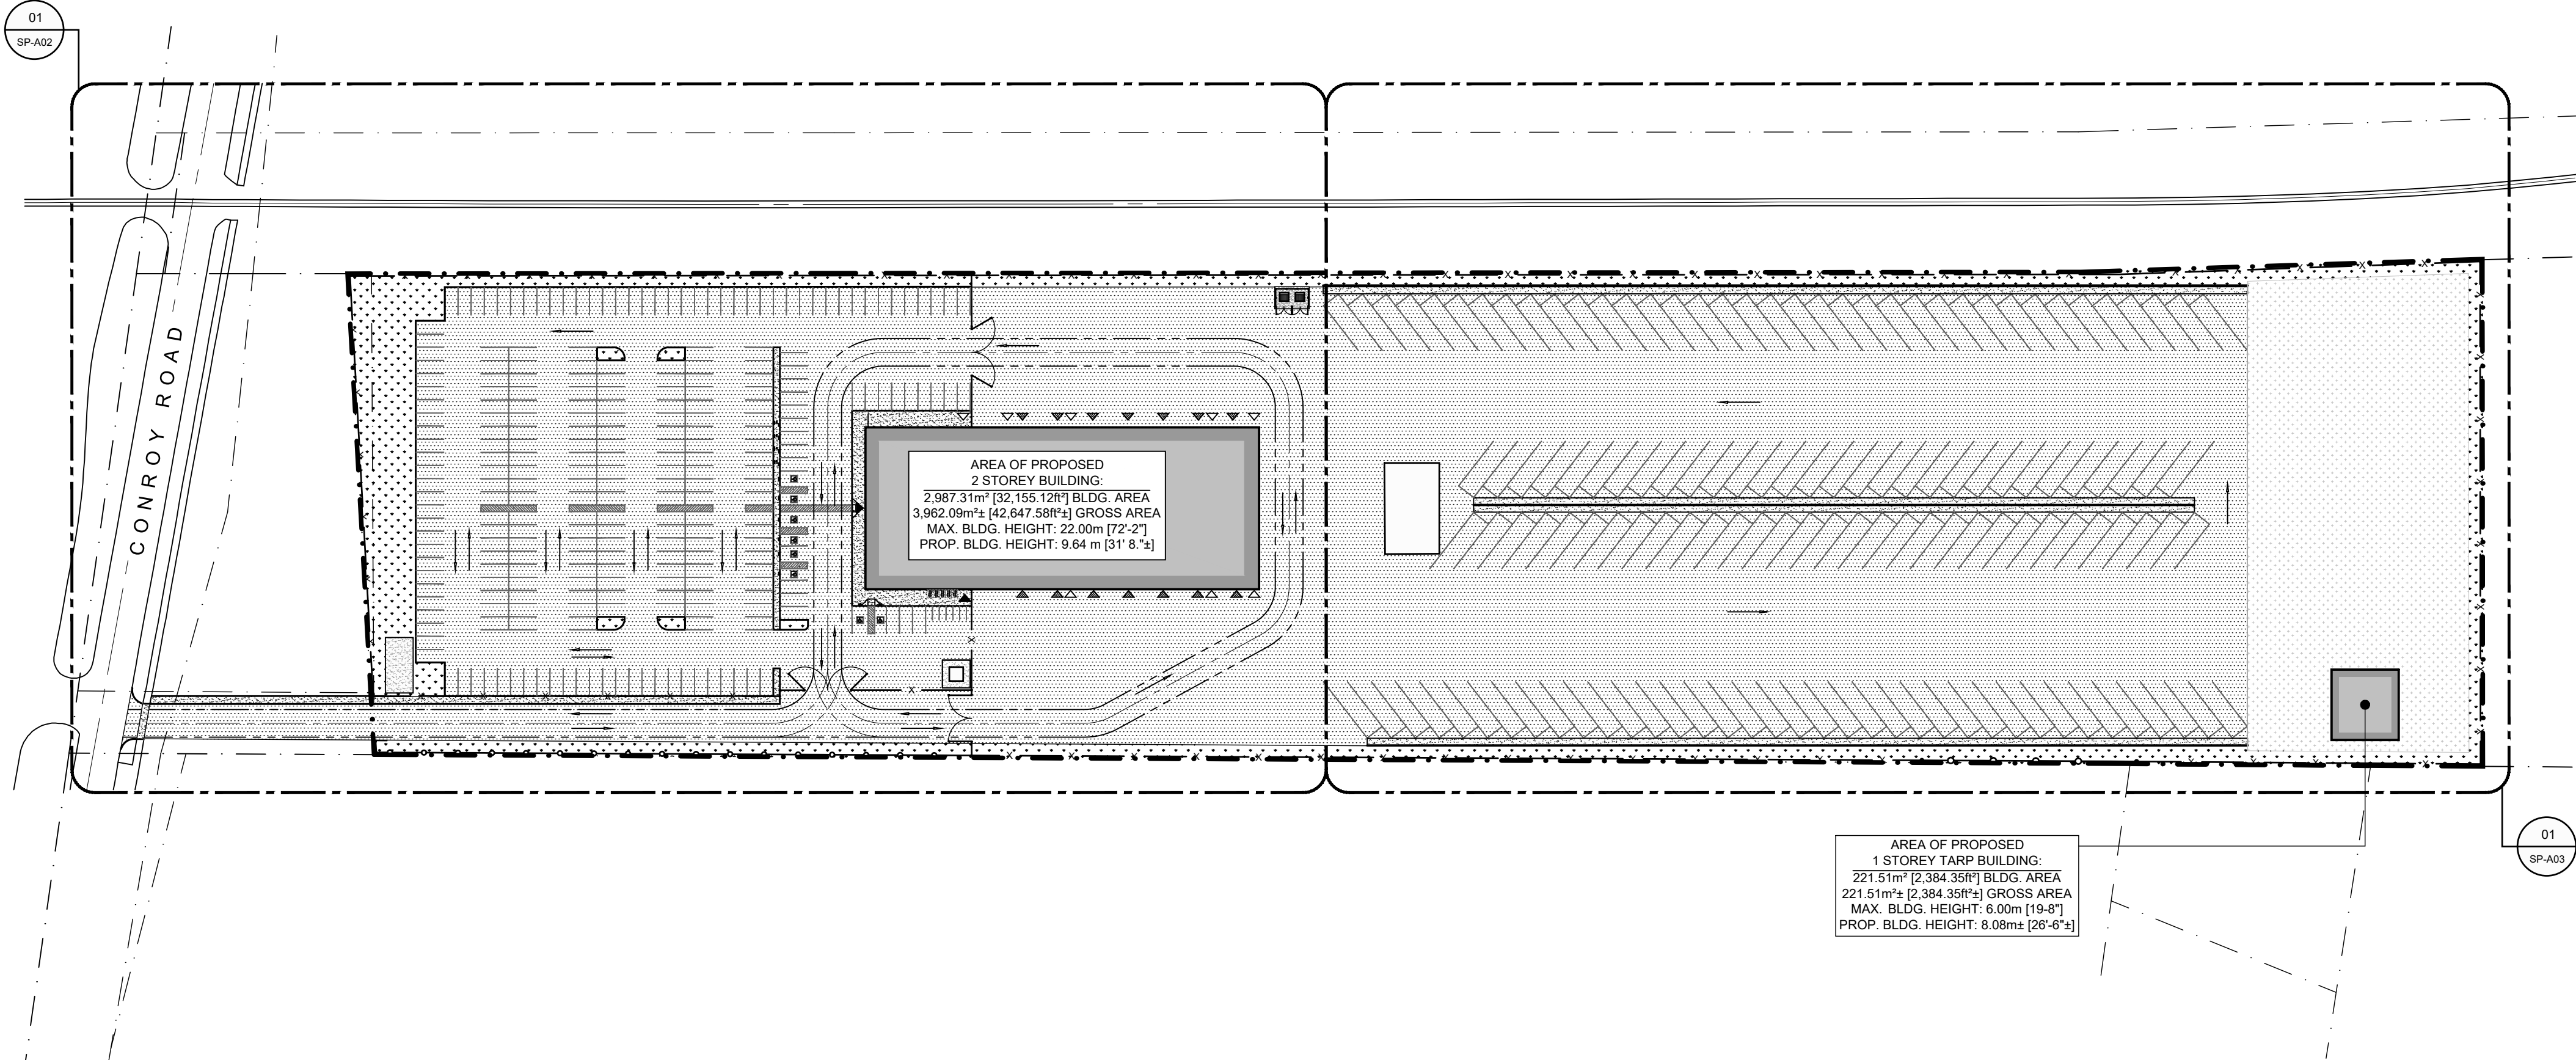 01
SP-A02
CONROY ROAD
AREA OF PROPOSED
2 STOREY BUILDING:
2,987.31m² [32,155.12ft²] BLDG. AREA
3,962.09m²± [42,647.58ft²±] GROSS AREA
MAX. BLDG. HEIGHT: 22.00m [72'-2"]
PROP. BLDG. HEIGHT: 9.64 m [31' 8."±]
AREA OF PROPOSED
1 STOREY TARP BUILDING:
221.51m² [2,384.35ft²] BLDG. AREA
221.51m²± [2,384.35ft²±] GROSS AREA
MAX. BLDG. HEIGHT: 6.00m [19-8"]
PROP. BLDG. HEIGHT: 8.08m± [26'-6"±]
01
SP-A03